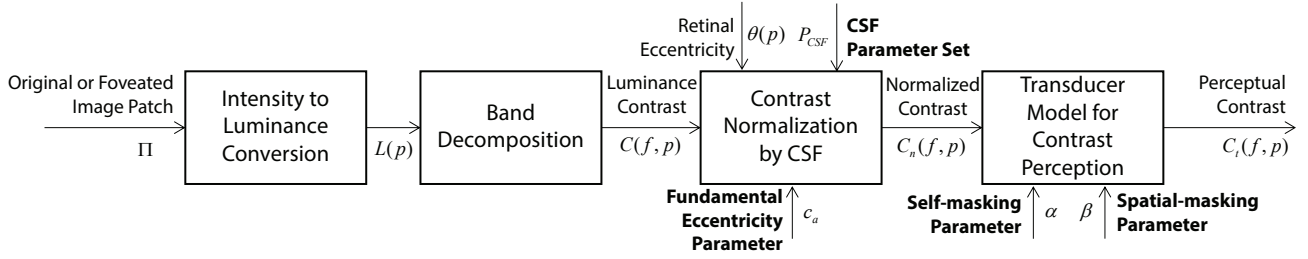 Original or Foveated
Image Patch
Π
Intensity to
Luminance
Conversion
L(p)
Band
Decomposition
Luminance
Contrast
C(f, p)
Retinal
Eccentricity
θ(p)
P_CSF
CSF
Parameter Set
Contrast
Normalization
by CSF
Fundamental
Eccentricity
Parameter
c_a
Normalized
Contrast
C_n(f, p)
Transducer
Model for
Contrast
Perception
Self-masking
Parameter
α
β
Spatial-masking
Parameter
Perceptual
Contrast
C_t(f, p)